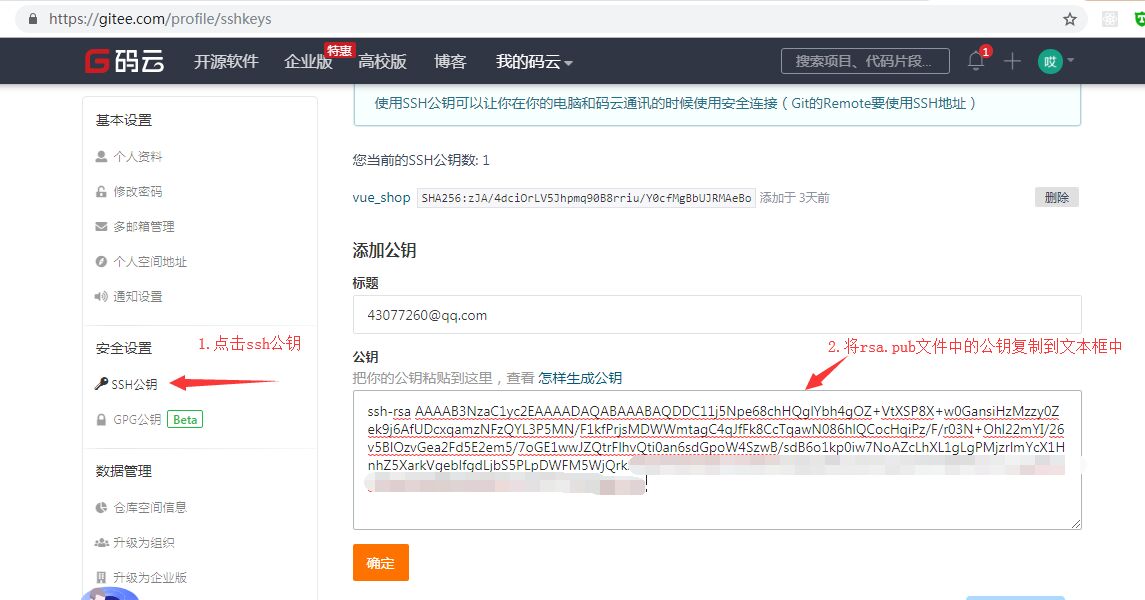 https://gitee.com/profile/sshkeys
G码云
开源软件
企业版
特惠
高校版
博客
我的码云
搜索项目、代码片段...
1
哎
基本设置
个人资料
修改密码
多邮箱管理
个人空间地址
通知设置
安全设置
1.点击ssh公钥
SSH公钥
GPG公钥 Beta
数据管理
仓库空间信息
升级为组织
升级为企业版
使用SSH公钥可以让你在你的电脑和码云通讯的时候使用安全连接（Git的Remote要使用SSH地址）
您当前的SSH公钥数: 1
vue_shop SHA256:zJA/4dciOrLV5Jhpmq90B8rriu/Y0cfMgBbUJRMAeBo 添加于 3天前 删除
添加公钥
标题
43077260@qq.com
公钥
2.将rsa.pub文件中的公钥复制到文本框中
把你的公钥粘贴到这里，查看 怎样生成公钥
ssh-rsa AAAAB3NzaC1yc2EAAAADAQABAAABAQDDC11j5Npe68chHQglYbh4gOZ+VtXSP8X+w0GansiHzMzzy0Z
ek9j6AfUDcxqamzNFzQYL3P5MN/F1kfPrjsMDWWmtagC4qJfFk8CcTqawN086hlQCocHqiPz/F/r03N+OhI22mYI/26
v5BIOzvGea2Fd5E2em5/7oGE1wwJZQtrFIhvQti0an6sdGpoW4SzwB/sdB6o1kp0iw7NoAZcLhXL1gLgPMjzrlmYcX1H
nhZ5XarkVqebIfqdLjbS5PLpDWFM5WjQrk
确定